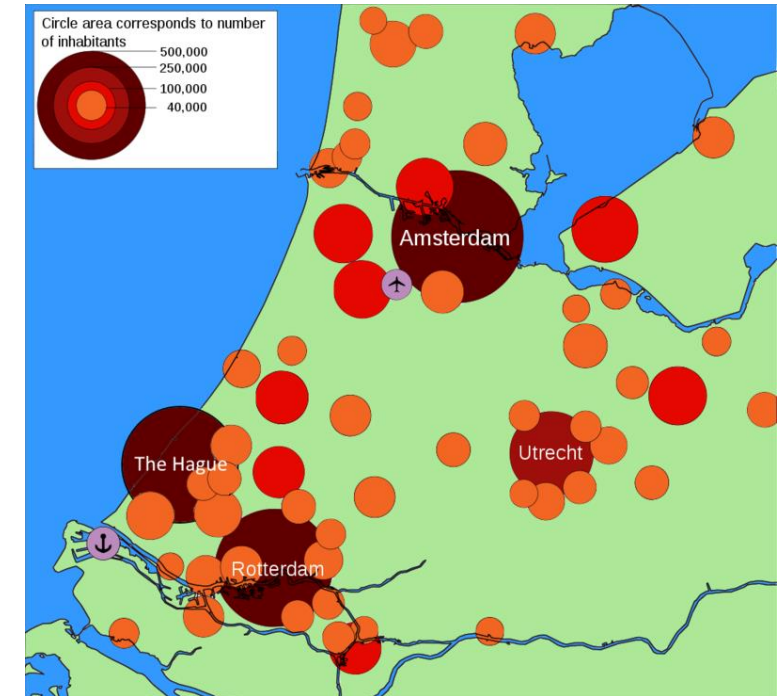 Circle area corresponds to number
of inhabitants
500,000
250,000
100,000
40,000
Amsterdam
Utrecht
The Hague
Rotterdam